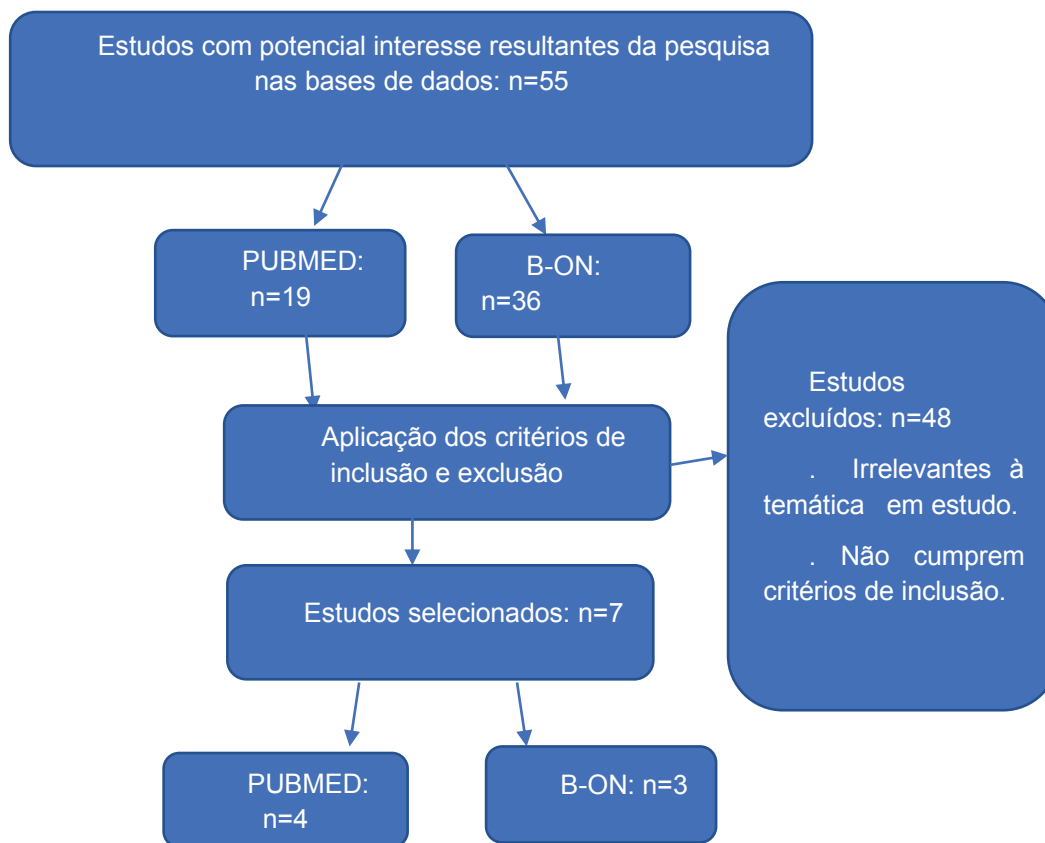 Estudos com potencial interesse resultantes da pesquisa
nas bases de dados: n=55
PUBMED:
n=19
B-ON:
n=36
Aplicação dos critérios de
inclusão e exclusão
Estudos
excluídos: n=48
. Irrelevantes à
temática em estudo.
. Não cumprem
critérios de inclusão.
Estudos selecionados: n=7
PUBMED:
n=4
B-ON: n=3